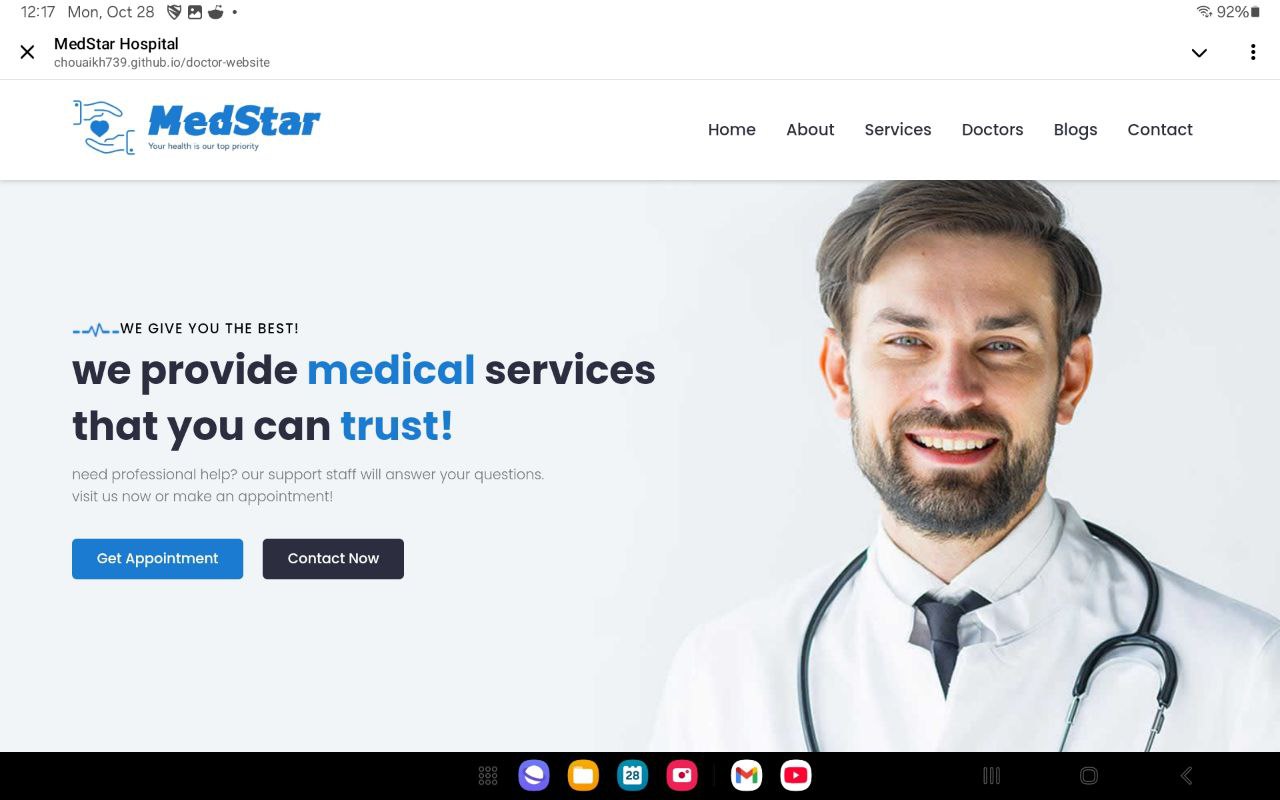 12:17 Mon, Oct 28 • 92%
MedStar Hospital
chouaikh739.github.io/doctor-website
MedStar
Your health is our top priority
Home About Services Doctors Blogs Contact
WE GIVE YOU THE BEST!
we provide medical services
that you can trust!
need professional help? our support staff will answer your questions.
visit us now or make an appointment!
Get Appointment Contact Now
28